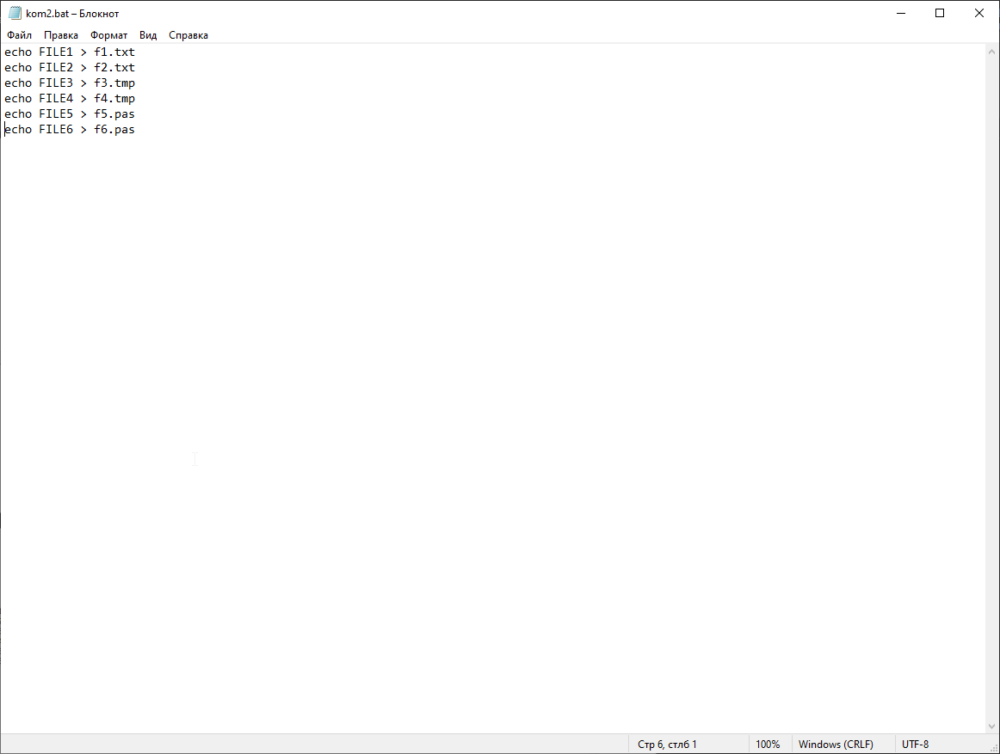 kom2.bat – Блокнот
Файл Правка Формат Вид Справка
echo FILE1 > f1.txt
echo FILE2 > f2.txt
echo FILE3 > f3.tmp
echo FILE4 > f4.tmp
echo FILE5 > f5.pas
echo FILE6 > f6.pas
Стр 6, стлб 1 100% Windows (CRLF) UTF-8